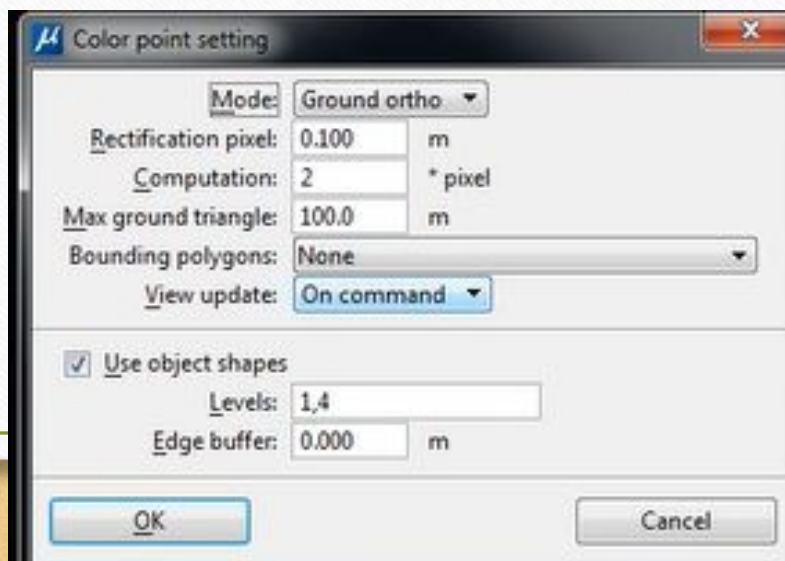 μ Color point setting
Mode: Ground ortho
Rectification pixel: 0.100 m
Computation: 2 * pixel
Max ground triangle: 100.0 m
Bounding polygons: None
View update: On command
Use object shapes
Levels: 1,4
Edge buffer: 0.000 m
OK Cancel